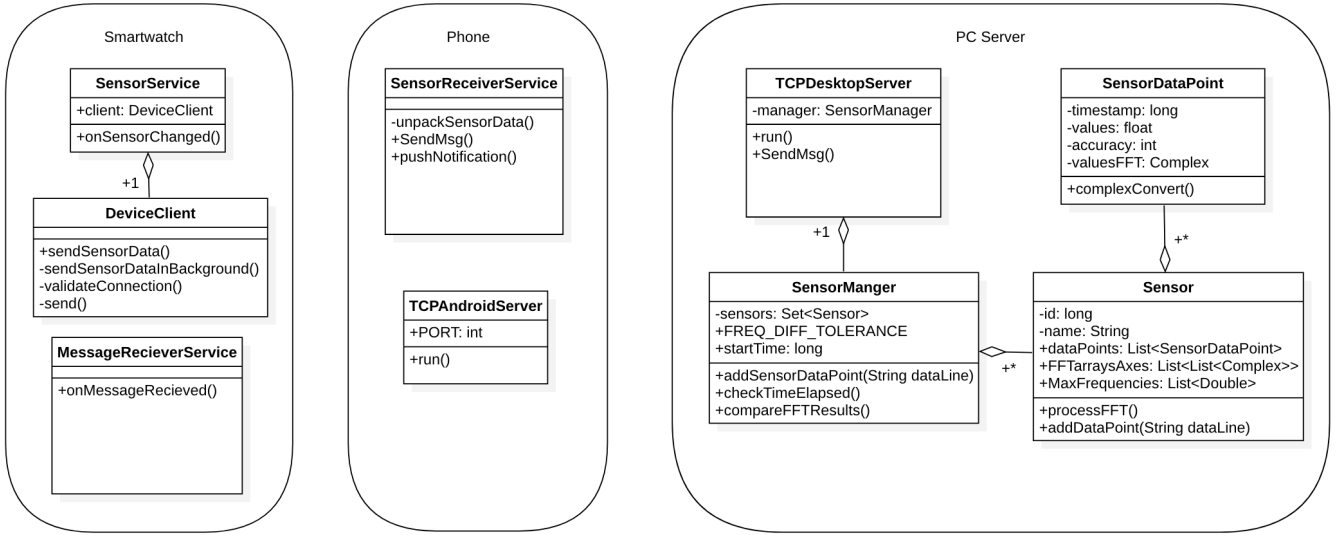 Smartwatch
SensorService
+client: DeviceClient
+onSensorChanged()
+1
DeviceClient
+sendSensorData()
-sendSensorDataInBackground()
-validateConnection()
-send()
MessageRecieverService
+onMessageRecieved()
Phone
SensorReceiverService
-unpackSensorData()
+SendMsg()
+pushNotification()
TCPAndroidServer
+PORT: int
+run()
PC Server
TCPDesktopServer
-manager: SensorManager
+run()
+SendMsg()
+1
SensorManger
-sensors: Set<Sensor>
+FREQ_DIFF_TOLERANCE
+startTime: long
+addSensorDataPoint(String dataLine)
+checkTimeElapsed()
+compareFFTResults()
+*
SensorDataPoint
-timestamp: long
-values: float
-accuracy: int
-valuesFFT: Complex
+complexConvert()
+*
Sensor
-id: long
-name: String
+dataPoints: List<SensorDataPoint>
+FFTarraysAxes: List<List<Complex>>
+MaxFrequencies: List<Double>
+processFFT()
+addDataPoint(String dataLine)